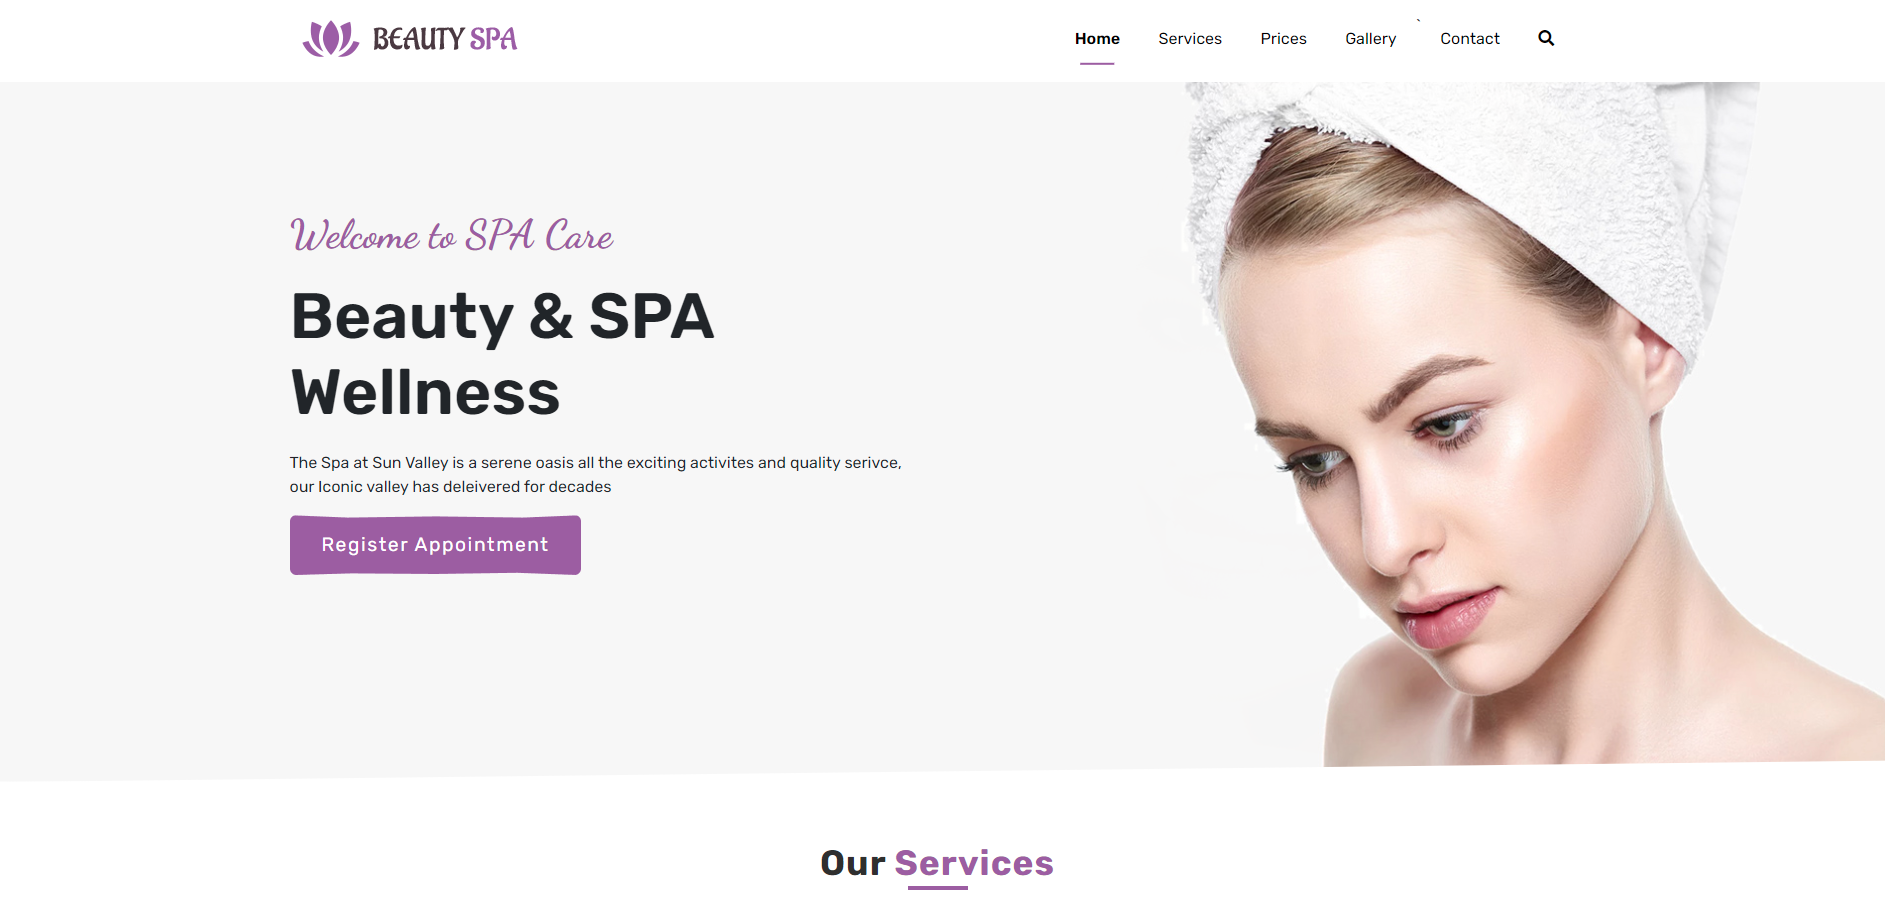 BEAUTY SPA
Home Services Prices Gallery ` Contact
Welcome to SPA Care
Beauty & SPA
Wellness
The Spa at Sun Valley is a serene oasis all the exciting activites and quality serivce,
our Iconic valley has deleivered for decades
Register Appointment
Our Services